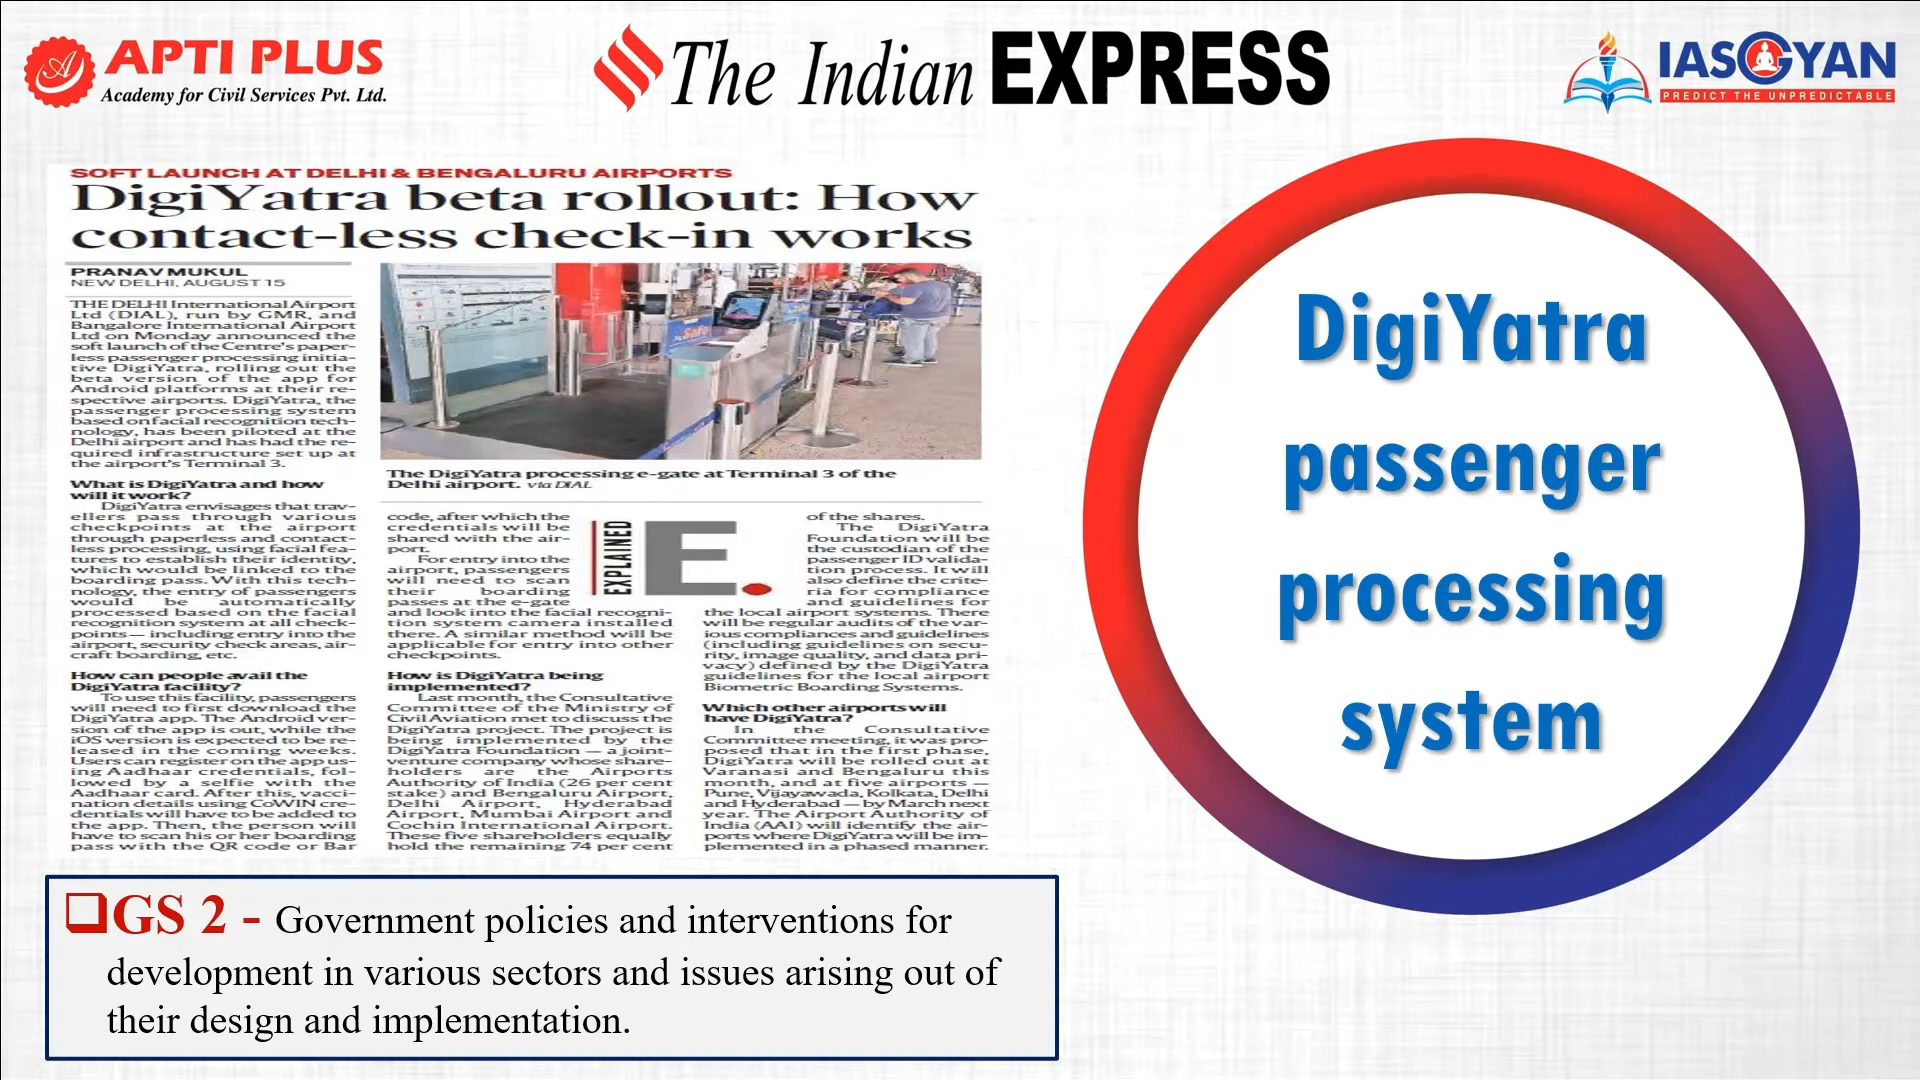 APTI PLUS
Academy for Civil Services Pvt. Ltd.
The Indian EXPRESS
IASGYAN
PREDICT THE UNPREDICTABLE
SOFT LAUNCH AT DELHI & BENGALURU AIRPORTS
DigiYatra beta rollout: How
contact-less check-in works
PRANAV MUKUL
NEW DELHI, AUGUST 15
THE DELHI International Airport
Ltd (DIAL), run by GMR, and
Bangalore International Airport
Ltd on Monday announced the
soft launch of the Centre's paper-
less passenger processing initia-
tive DigiYatra, rolling out the
beta version of the app for
Android platforms at their re-
spective airports. DigiYatra, the
passenger processing system
based on facial recognition tech-
nology, has been piloted at the
Delhi airport and has had the re-
quired infrastructure set up at
the airport's Terminal 3.
What is DigiYatra and how
will it work?
DigiYatra envisages that trav-
ellers pass through various
checkpoints at the airport
through paperless and contact-
less processing, using facial fea-
tures to establish their identity,
which would be linked to the
boarding pass. With this tech-
nology, the entry of passengers
would be automatically
processed based on the facial
recognition system at all check-
points — including entry into the
airport, security check areas, air-
craft boarding, etc.
How can people avail the
DigiYatra facility?
To use this facility, passengers
will need to first download the
DigiYatra app. The Android ver-
sion of the app is out, while the
iOS version is expected to be re-
leased in the coming weeks.
Users can register on the app us-
ing Aadhaar credentials, fol-
lowed by a selfie with the
Aadhaar card. After this, vacci-
nation details using CoWIN cre-
dentials will have to be added to
the app. Then, the person will
have to scan his or her boarding
pass with the QR code or Bar
The DigiYatra processing e-gate at Terminal 3 of the
Delhi airport. via DIAL
code, after which the
credentials will be
shared with the air-
port.
For entry into the
airport, passengers
will need to scan
their boarding
passes at the e-gate
and look into the facial recogni-
tion system camera installed
there. A similar method will be
applicable for entry into other
checkpoints.
How is DigiYatra being
implemented?
Last month, the Consultative
Committee of the Ministry of
Civil Aviation met to discuss the
DigiYatra project. The project is
being implemented by the
DigiYatra Foundation — a joint-
venture company whose share-
holders are the Airports
Authority of India (26 per cent
stake) and Bengaluru Airport,
Delhi Airport, Hyderabad
Airport, Mumbai Airport and
Cochin International Airport.
These five shareholders equally
hold the remaining 74 per cent
EXPLAINED
E.
of the shares.
The DigiYatra
Foundation will be
the custodian of the
passenger ID valida-
tion process. It will
also define the crite-
ria for compliance
and guidelines for
the local airport systems. There
will be regular audits of the var-
ious compliances and guidelines
(including guidelines on secu-
rity, image quality, and data pri-
vacy) defined by the DigiYatra
guidelines for the local airport
Biometric Boarding Systems.
Which other airports will
have DigiYatra?
In the Consultative
Committee meeting, it was pro-
posed that in the first phase,
DigiYatra will be rolled out at
Varanasi and Bengaluru this
month, and at five airports —
Pune, Vijayawada, Kolkata, Delhi
and Hyderabad — by March next
year. The Airport Authority of
India (AAI) will identify the air-
ports where DigiYatra will be im-
plemented in a phased manner.
DigiYatra
passenger
processing
system
GS 2 - Government policies and interventions for
development in various sectors and issues arising out of
their design and implementation.